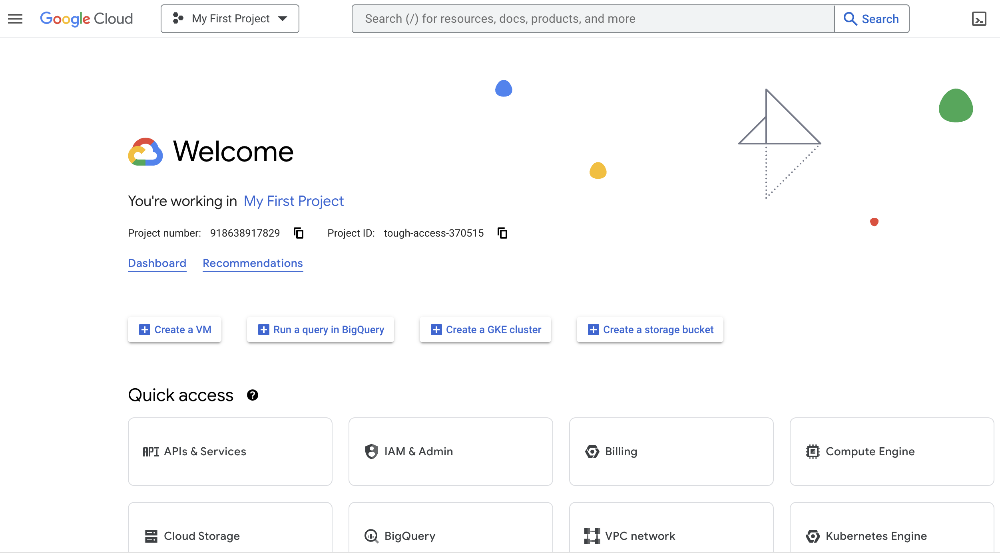 Google Cloud My First Project Search (/) for resources, docs, products, and more Search
Welcome
You're working in My First Project
Project number: 918638917829 Project ID: tough-access-370515
Dashboard Recommendations
Create a VM Run a query in BigQuery Create a GKE cluster Create a storage bucket
Quick access
API APIs & Services IAM & Admin Billing Compute Engine
Cloud Storage BigQuery VPC network Kubernetes Engine